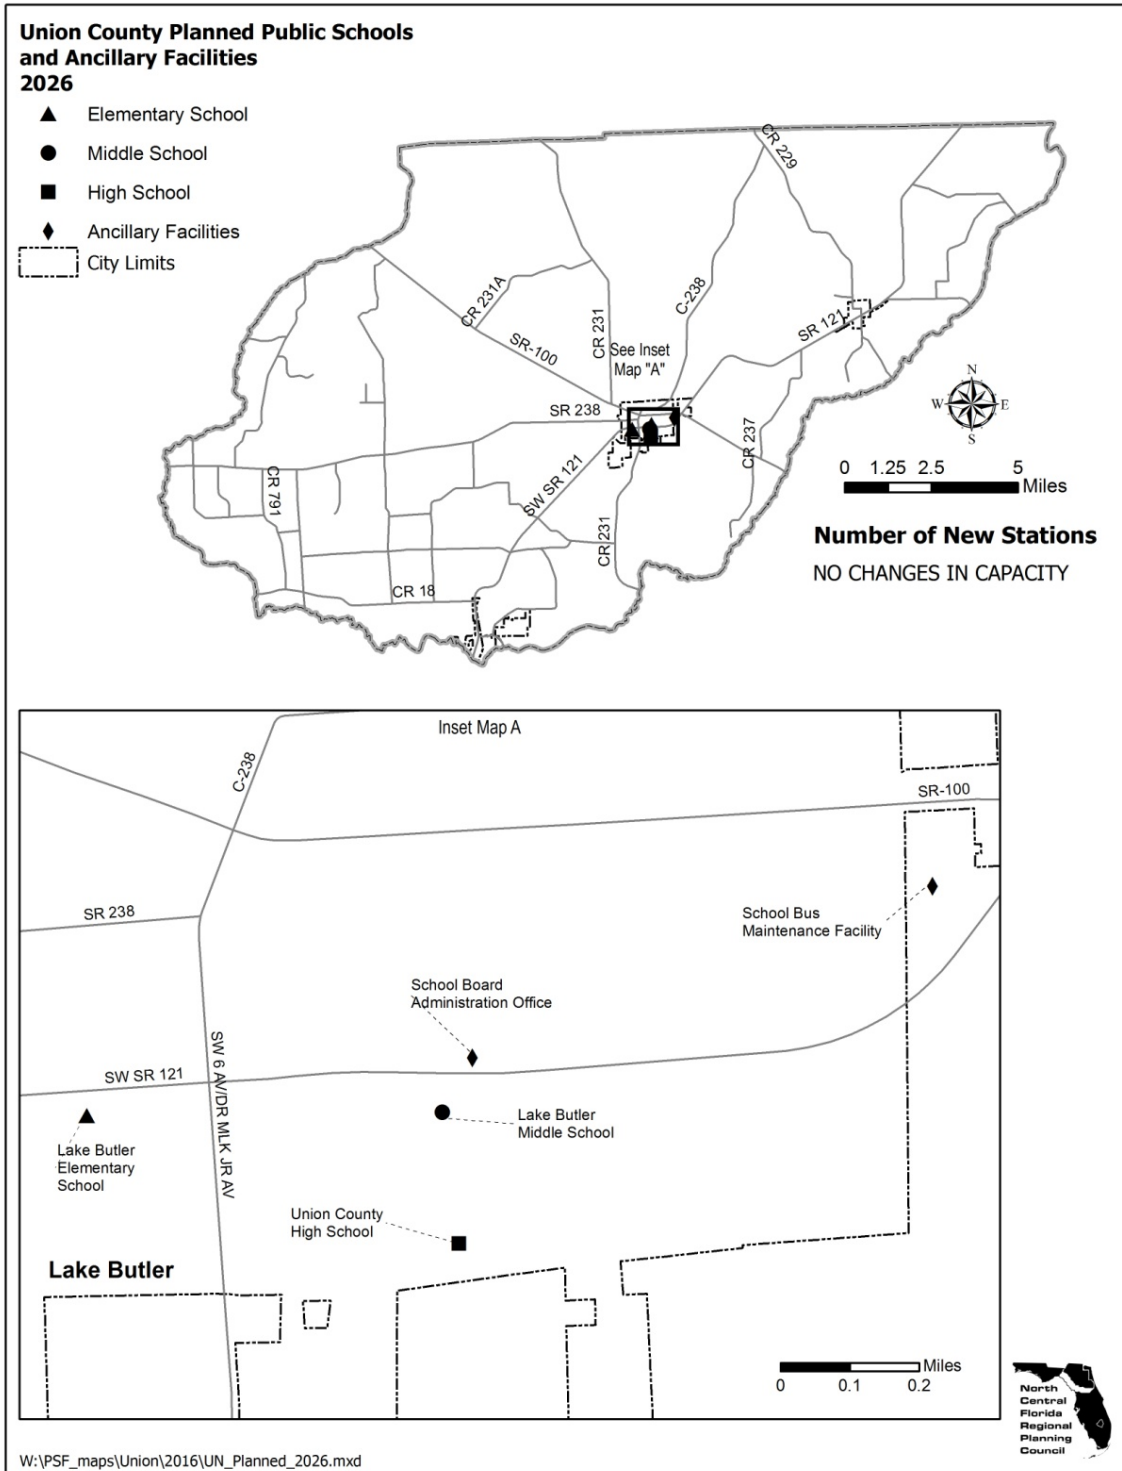 Union County Planned Public Schools
and Ancillary Facilities
2026
Elementary School
Middle School
High School
Ancillary Facilities
City Limits
CR 229
CR 231A
CR 231
C-238
SR 121
SR-100
See Inset
Map "A"
SR 238
N
W
E
S
CR 237
CR 791
SW SR 121
CR 231
CR 18
0 1.25 2.5 5
Miles
Number of New Stations
NO CHANGES IN CAPACITY
Inset Map A
C-238
SR-100
SR 238
School Bus
Maintenance Facility
School Board
Administration Office
SW 6 AV/DR MLK JR AV
SW SR 121
Lake Butler
Middle School
Lake Butler
Elementary
School
Union County
High School
Lake Butler
Miles
0 0.1 0.2
North
Central
Florida
Regional
Planning
Council
W:\PSF_maps\Union\2016\UN_Planned_2026.mxd